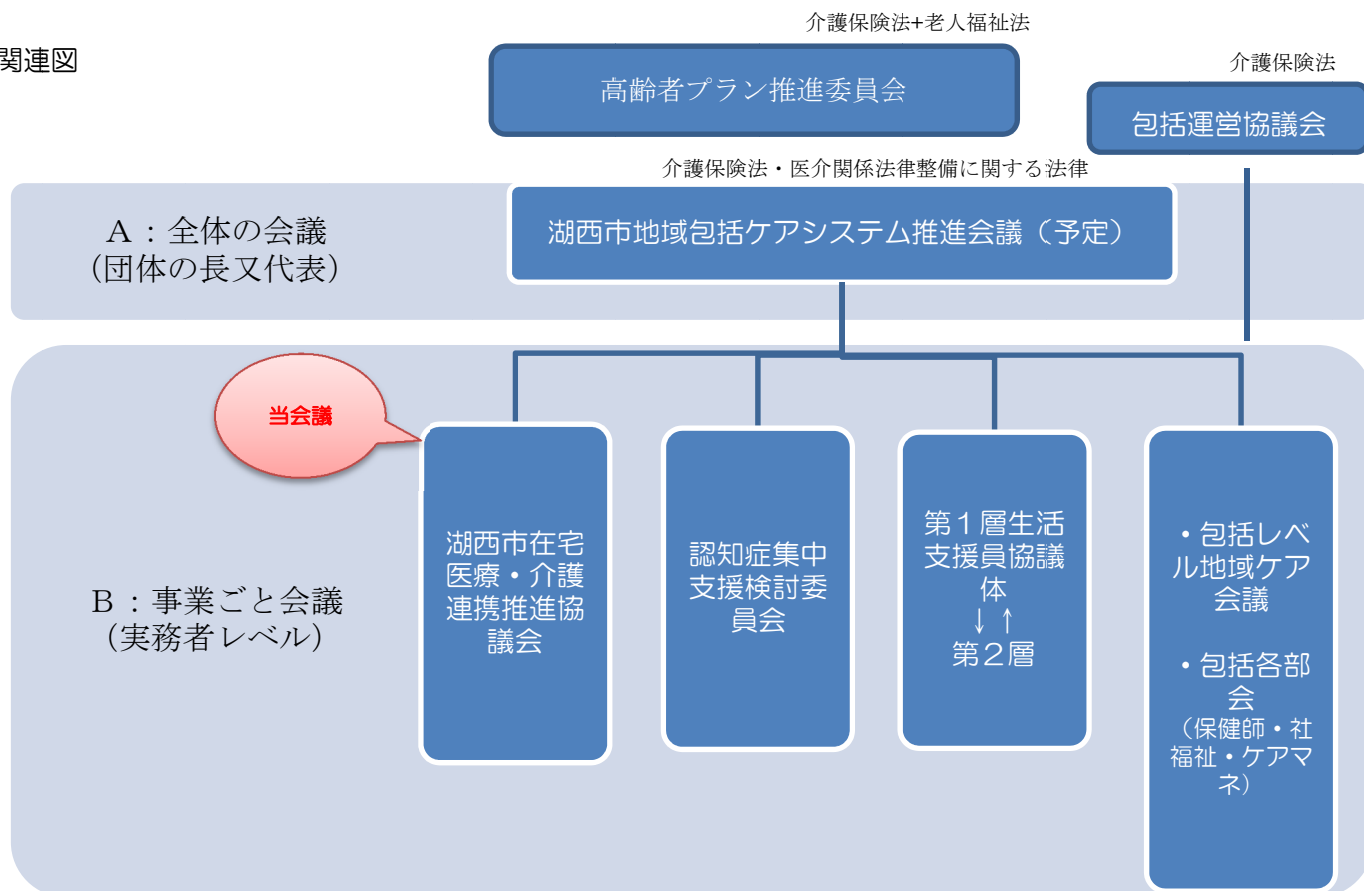 介護保険法+老人福祉法
関連図
高齢者プラン推進委員会
介護保険法
包括運営協議会
介護保険法・医介関係法律整備に関する法律
A：全体の会議
(団体の長又代表)
湖西市地域包括ケアシステム推進会議（予定）
当会議
B：事業ごと会議
(実務者レベル)
湖西市在宅
医療・介護
連携推進協
議会
認知症集中
支援検討委
員会
第１層生活
支援員協議
体
↓↑
第２層
・包括レベ
ル地域ケア
会議
・包括各部
会
（保健師・社
福祉・ケアマ
ネ）